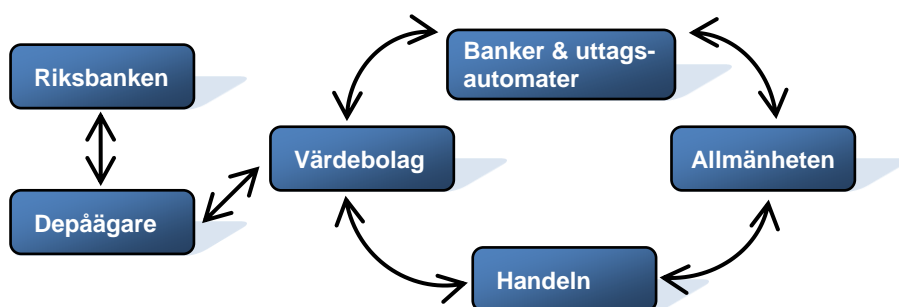 Riksbanken
Banker & uttags-
automater
Värdebolag
Allmänheten
Depåägare
Handeln